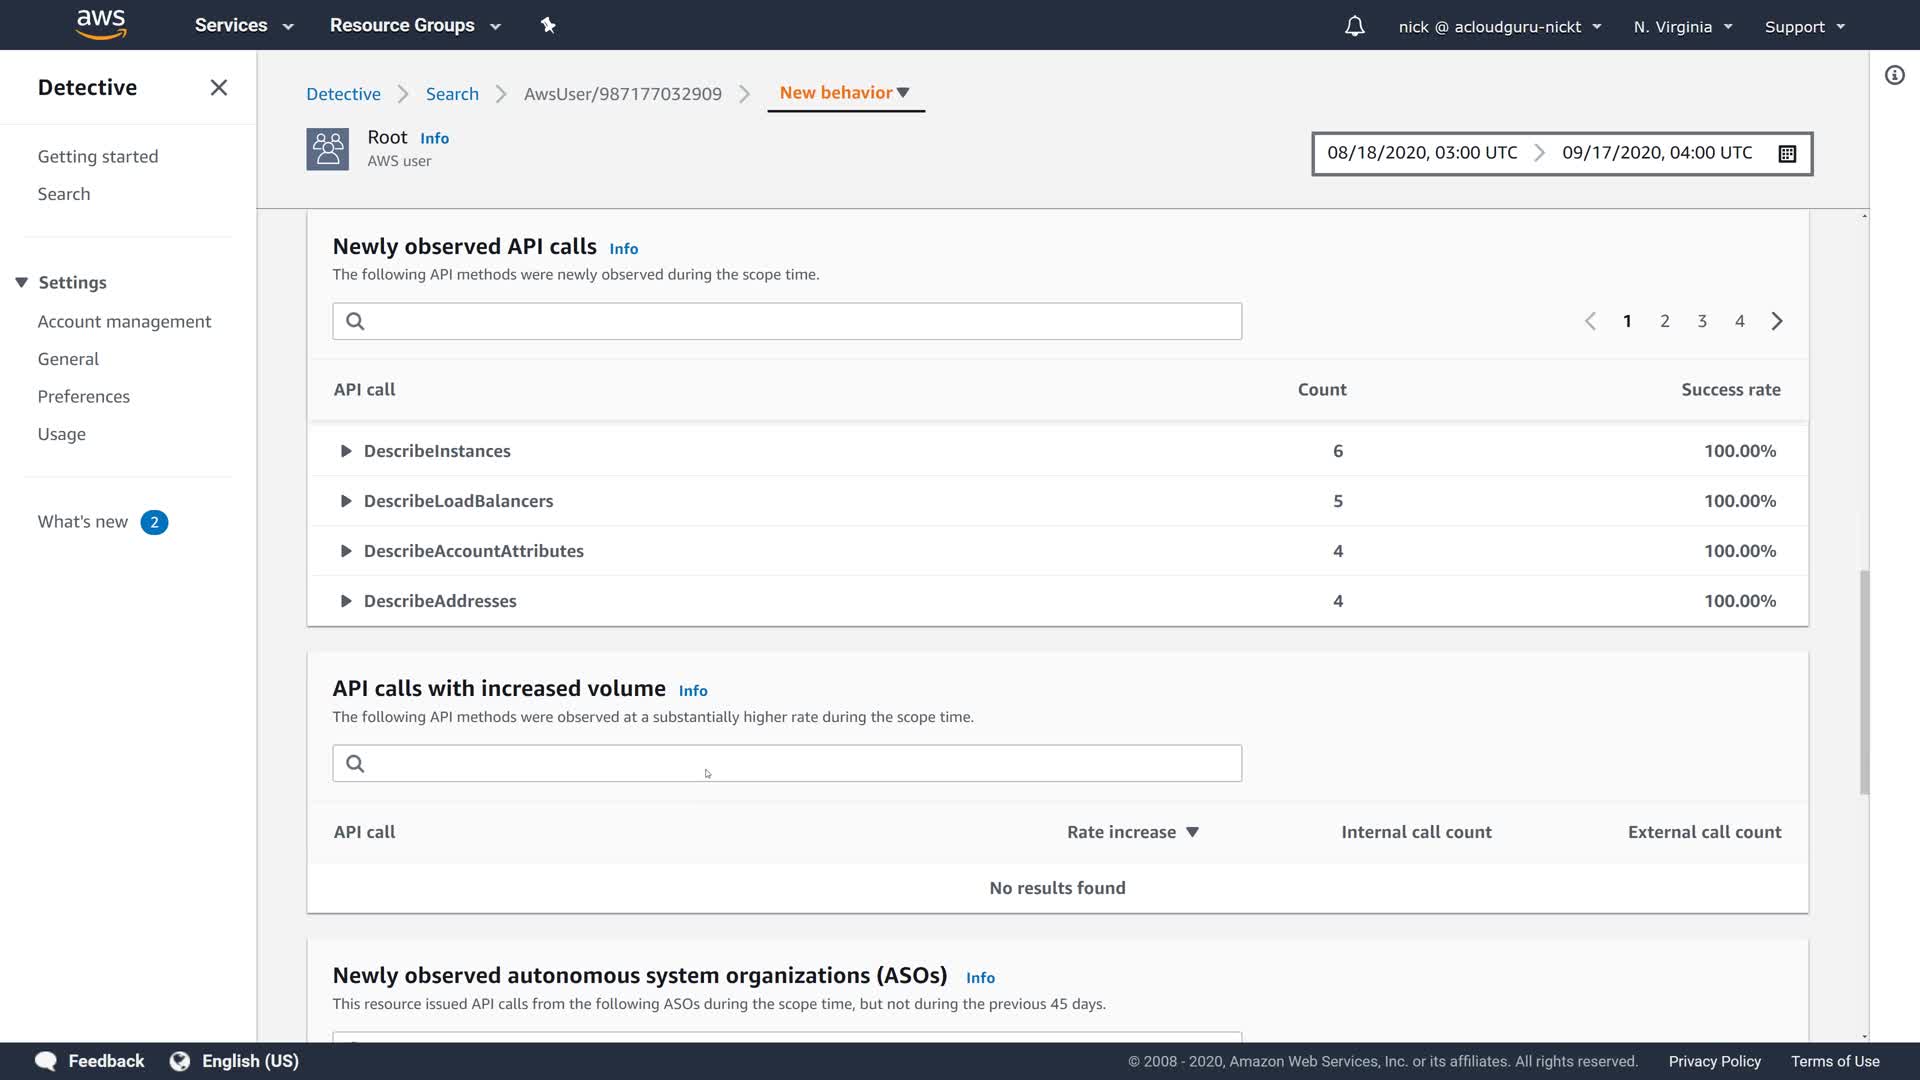 aws
Services
Resource Groups
nick @ acloudguru-nickt
N. Virginia
Support
Detective
Getting started
Search
Settings
Account management
General
Preferences
Usage
What's new 2
Detective
Search
AwsUser/987177032909
New behavior
Root Info
AWS user
08/18/2020, 03:00 UTC
09/17/2020, 04:00 UTC
Newly observed API calls Info
The following API methods were newly observed during the scope time.
1 2 3 4
API call Count Success rate
DescribeInstances 6 100.00%
DescribeLoadBalancers 5 100.00%
DescribeAccountAttributes 4 100.00%
DescribeAddresses 4 100.00%
API calls with increased volume Info
The following API methods were observed at a substantially higher rate during the scope time.
API call Rate increase Internal call count External call count
No results found
Newly observed autonomous system organizations (ASOs) Info
This resource issued API calls from the following ASOs during the scope time, but not during the previous 45 days.
Feedback
English (US)
© 2008 - 2020, Amazon Web Services, Inc. or its affiliates. All rights reserved.
Privacy Policy
Terms of Use